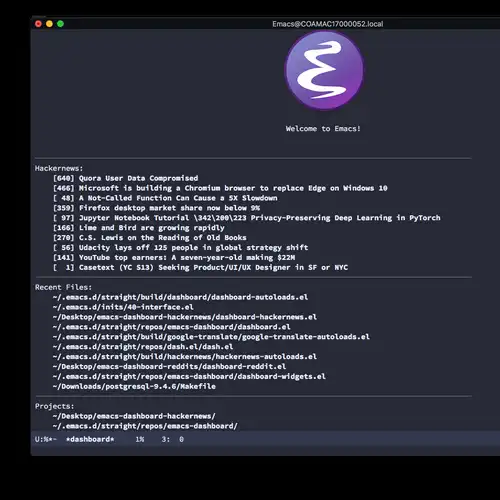 Emacs@COAMAC17000052.local
Welcome to Emacs!
Hackernews:
[640] Quora User Data Compromised
[466] Microsoft is building a Chromium browser to replace Edge on Windows 10
[ 48] A Not-Called Function Can Cause a 5X Slowdown
[359] Firefox desktop market share now below 9%
[ 97] Jupyter Notebook Tutorial \342\200\223 Privacy-Preserving Deep Learning in PyTorch
[166] Lime and Bird are growing rapidly
[270] C.S. Lewis on the Reading of Old Books
[ 56] Udacity lays off 125 people in global strategy shift
[141] YouTube top earners: A seven-year-old making $22M
[  1] Casetext (YC S13) Seeking Product/UI/UX Designer in SF or NYC
Recent Files:
~/.emacs.d/straight/build/dashboard/dashboard-autoloads.el
~/.emacs.d/inits/40-interface.el
~/Desktop/emacs-dashboard-hackernews/dashboard-hackernews.el
~/.emacs.d/straight/repos/emacs-dashboard/dashboard.el
~/.emacs.d/straight/build/google-translate/google-translate-autoloads.el
~/.emacs.d/straight/repos/dash.el/dash.el
~/.emacs.d/straight/build/hackernews/hackernews-autoloads.el
~/Desktop/emacs-dashboard-reddits/dashboard-reddit.el
~/.emacs.d/straight/repos/emacs-dashboard/dashboard-widgets.el
~/Downloads/postgresql-9.4.6/Makefile
Projects:
~/Desktop/emacs-dashboard-hackernews/
~/.emacs.d/straight/repos/emacs-dashboard/
U:%*-  *dashboard*     1%    3:  0